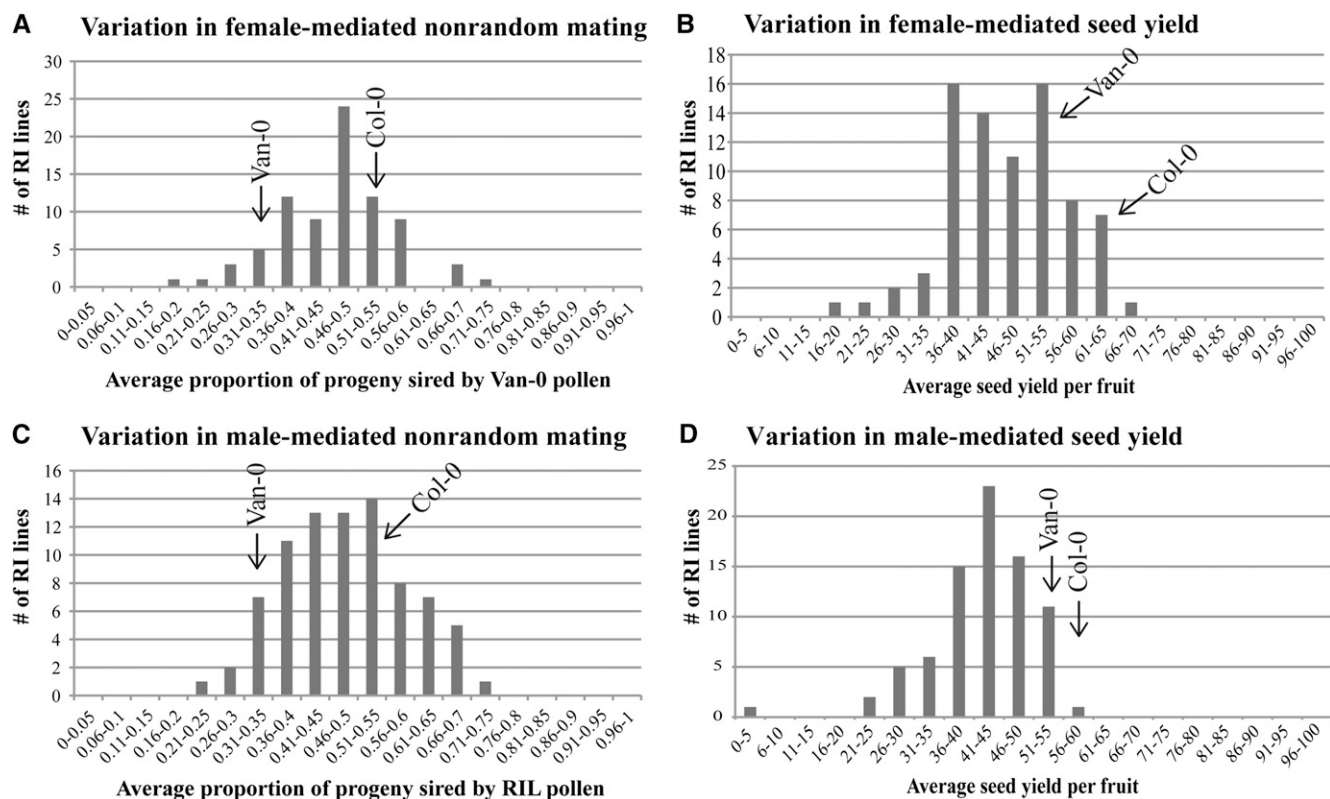 A Variation in female-mediated nonrandom mating
# of RI lines
30
25
20
15
10
5
0
Van-0
Col-0
0-0.05 0.06-0.1 0.11-0.15 0.16-0.2 0.21-0.25 0.26-0.3 0.31-0.35 0.36-0.4 0.41-0.45 0.46-0.5 0.51-0.55 0.56-0.6 0.61-0.65 0.66-0.7 0.71-0.75 0.76-0.8 0.81-0.85 0.86-0.9 0.91-0.95 0.96-1
Average proportion of progeny sired by Van-0 pollen
B Variation in female-mediated seed yield
# of RI lines
18
16
14
12
10
8
6
4
2
0
Van-0
Col-0
0-5 6-10 11-15 16-20 21-25 26-30 31-35 36-40 41-45 46-50 51-55 56-60 61-65 66-70 71-75 76-80 81-85 86-90 91-95 96-100
Average seed yield per fruit
C Variation in male-mediated nonrandom mating
# of RI lines
16
14
12
10
8
6
4
2
0
Van-0
Col-0
0-0.05 0.06-0.1 0.11-0.15 0.16-0.2 0.21-0.25 0.26-0.3 0.31-0.35 0.36-0.4 0.41-0.45 0.46-0.5 0.51-0.55 0.56-0.6 0.61-0.65 0.66-0.7 0.71-0.75 0.76-0.8 0.81-0.85 0.86-0.9 0.91-0.95 0.96-1
Average proportion of progeny sired by RIL pollen
D Variation in male-mediated seed yield
# of RI lines
25
20
15
10
5
0
Van-0
Col-0
0-5 6-10 11-15 16-20 21-25 26-30 31-35 36-40 41-45 46-50 51-55 56-60 61-65 66-70 71-75 76-80 81-85 86-90 91-95 96-100
Average seed yield per fruit